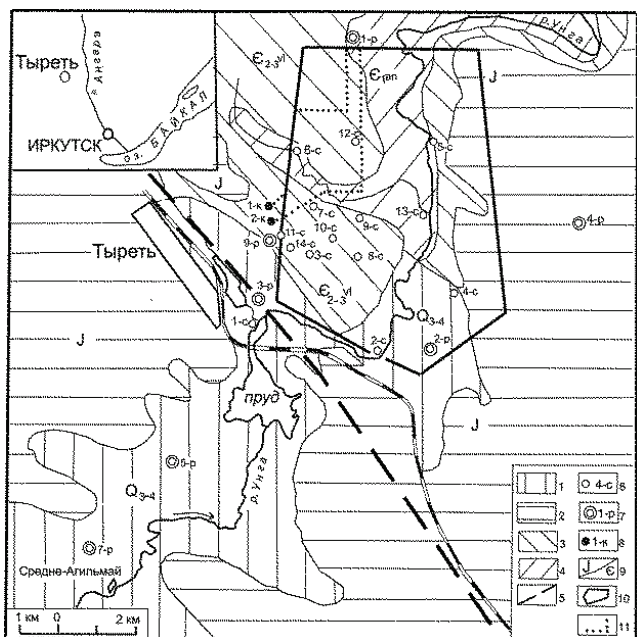 Тыреть
р. Ангара
ИРКУТСК
оз. БАЙКАЛ
р. Унга
1-р
Є2-3vl
Є1an
J
12
6-с
5-с
J
1-к
2-к
7-с
9-с
13-с
4-р
11-с
10-с
9-р
14-с
3-с
8-с
Тыреть
3-р
Є2-3vl
4-с
Q3-4
1-с
2-с
2-р
J
J
пруд
р. Унга
5-р
Q3-4
7-р
Средне-Агильмай
1 км 0 2 км
1
2
3
4
5
4-с 6
1-р 7
1-к 8
J Є 9
10
11